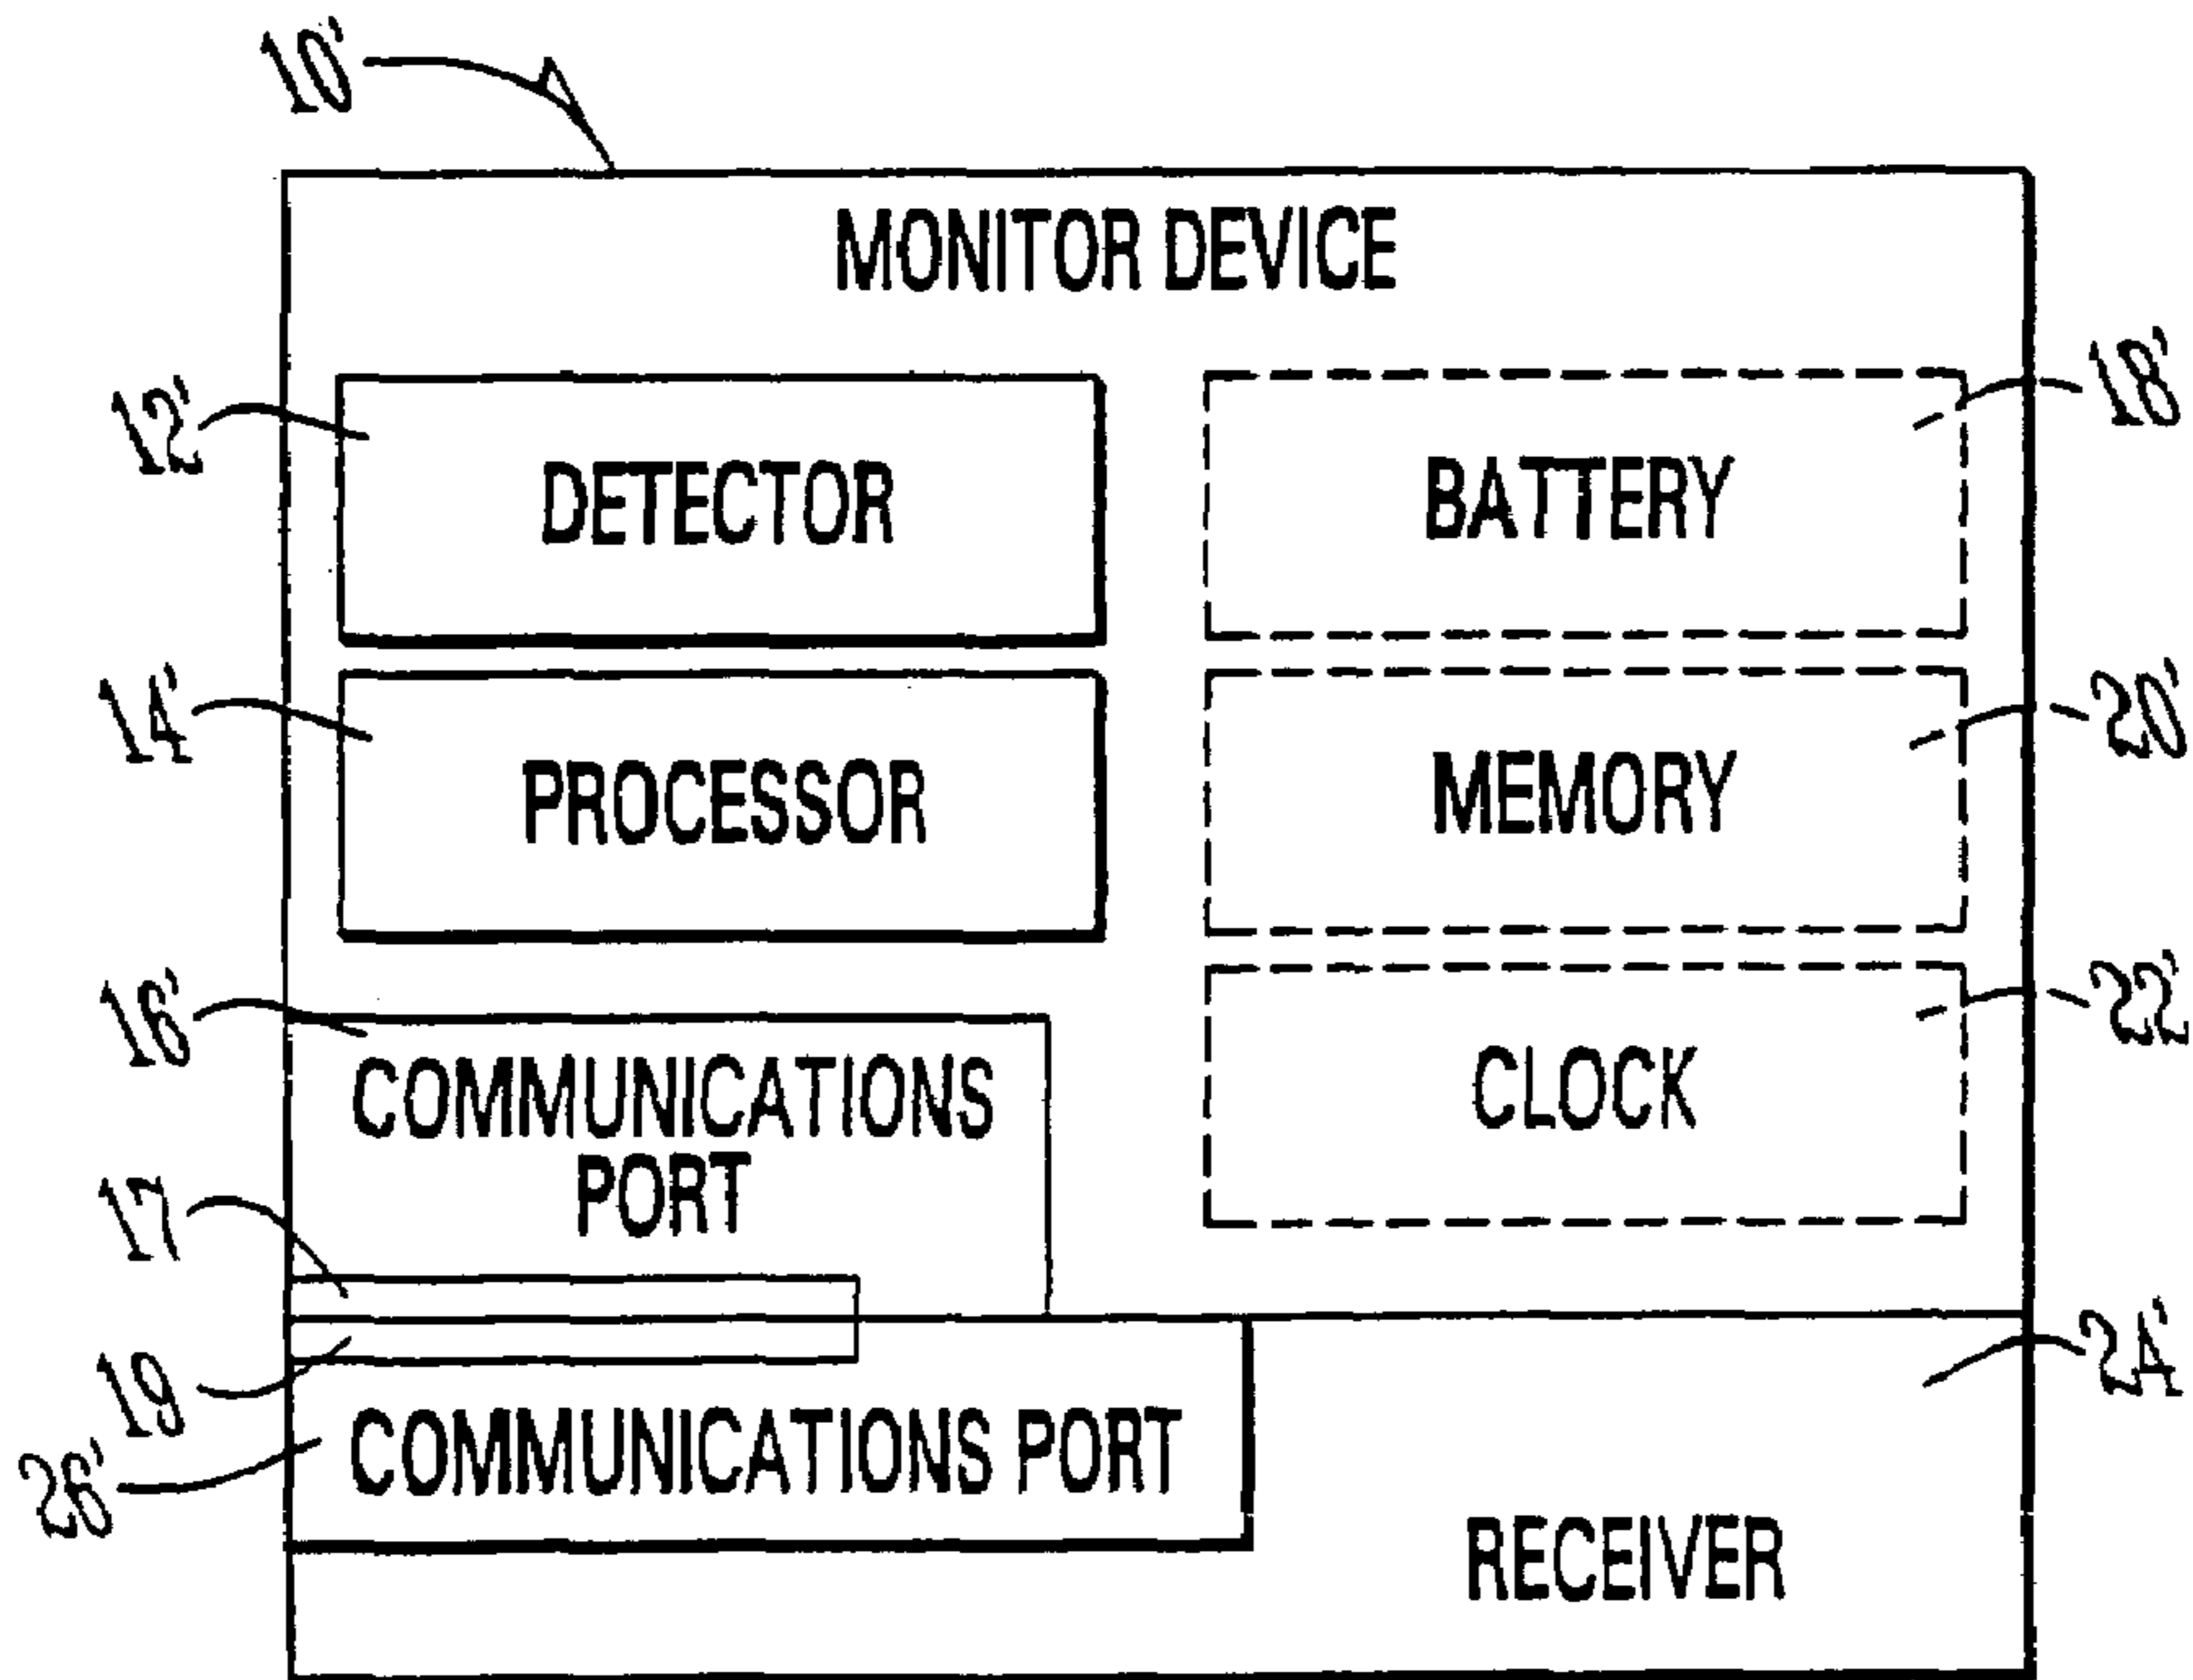 10'
MONITOR DEVICE
12'
DETECTOR
BATTERY
18'
14'
PROCESSOR
MEMORY
20'
16'
COMMUNICATIONS
PORT
CLOCK
22'
17
19
24'
26'
COMMUNICATIONS PORT
RECEIVER